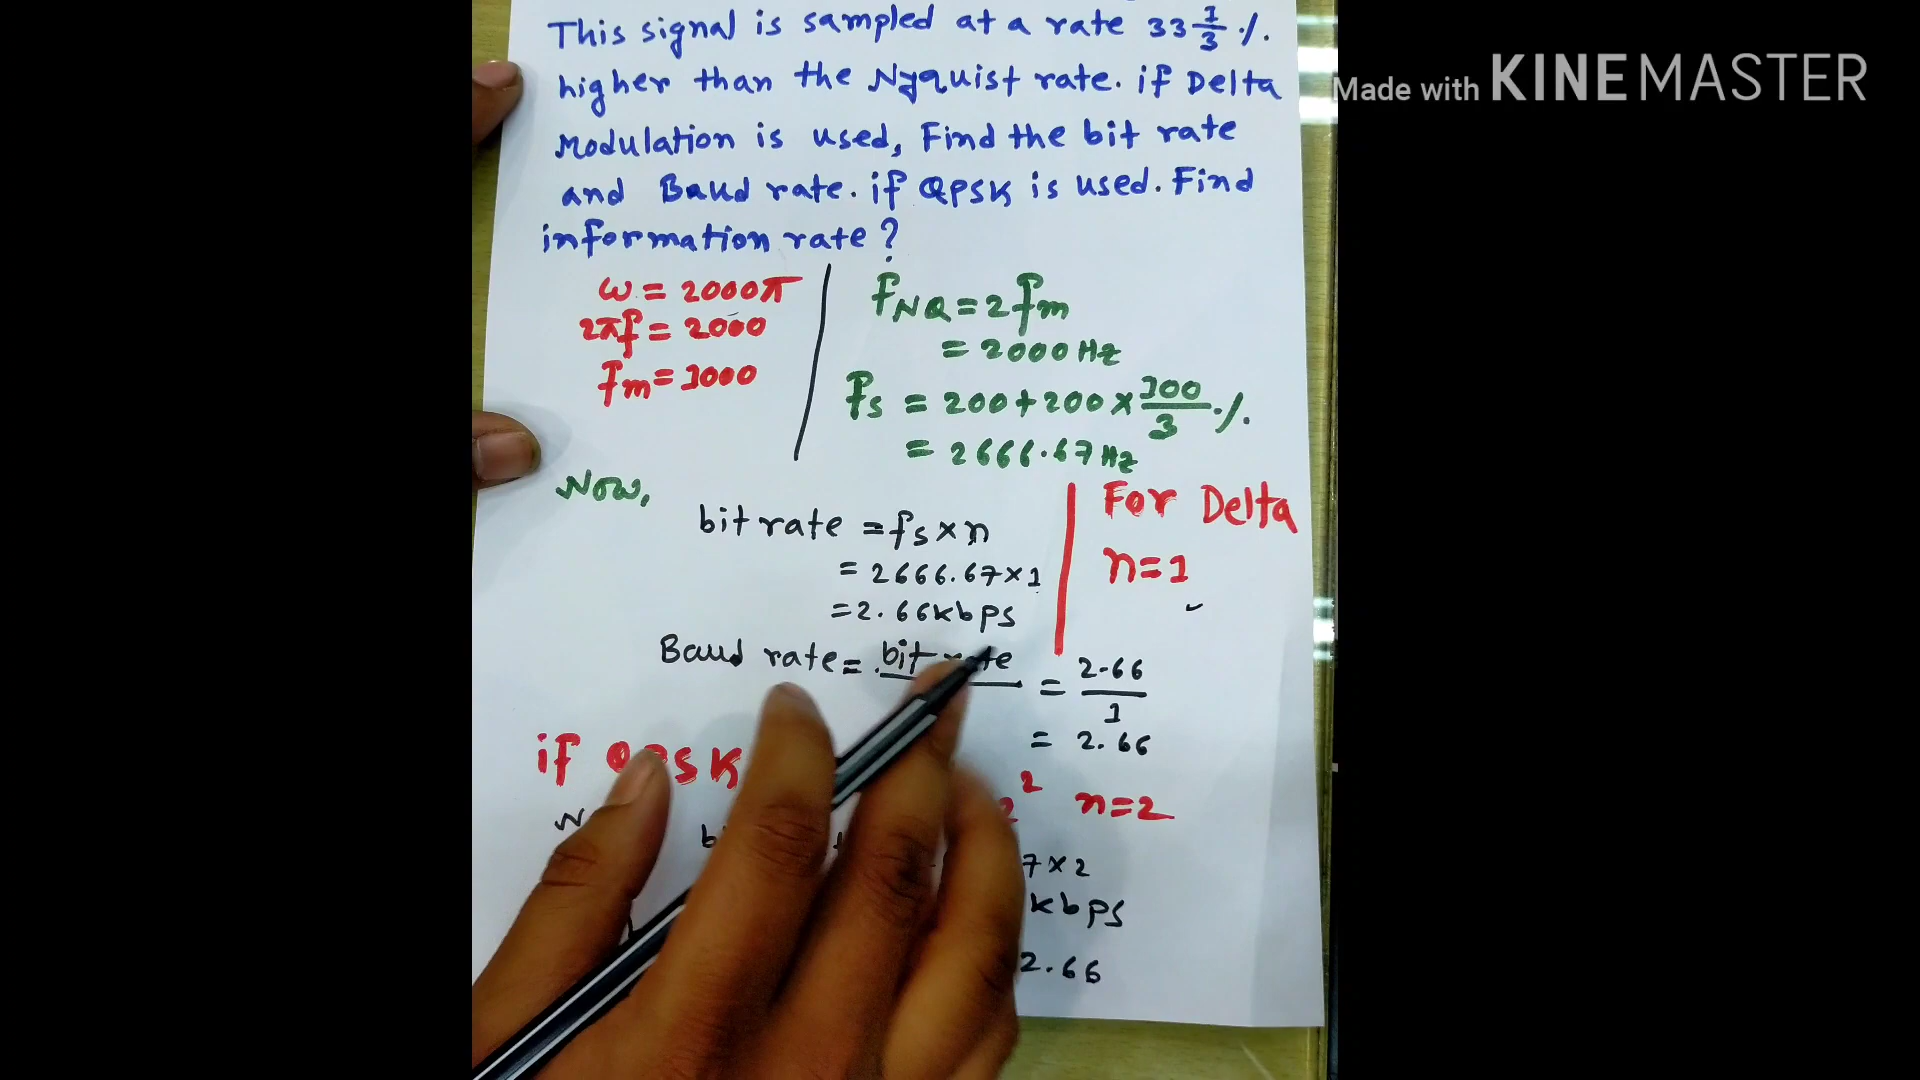 This signal is sampled at a rate 33 1/3 %.
higher than the Nyquist rate. if Delta
Modulation is used, Find the bit rate
and Baud rate. if QPSK is used. Find
information rate?
ω = 2000π
2πf = 2000
fm = 1000
fNQ = 2fm
= 2000 Hz
fs = 200 + 200 × 100/3 %.
= 2666.67 Hz
Now,
bit rate = fs × n
= 2666.67 × 1
= 2.66 kbps
For Delta
n = 1
Baud rate = bit rate = 2.66/1
= 2.66
if QPSK
2² n = 2
7 × 2
kbps
2.66
Made with KINEMASTER